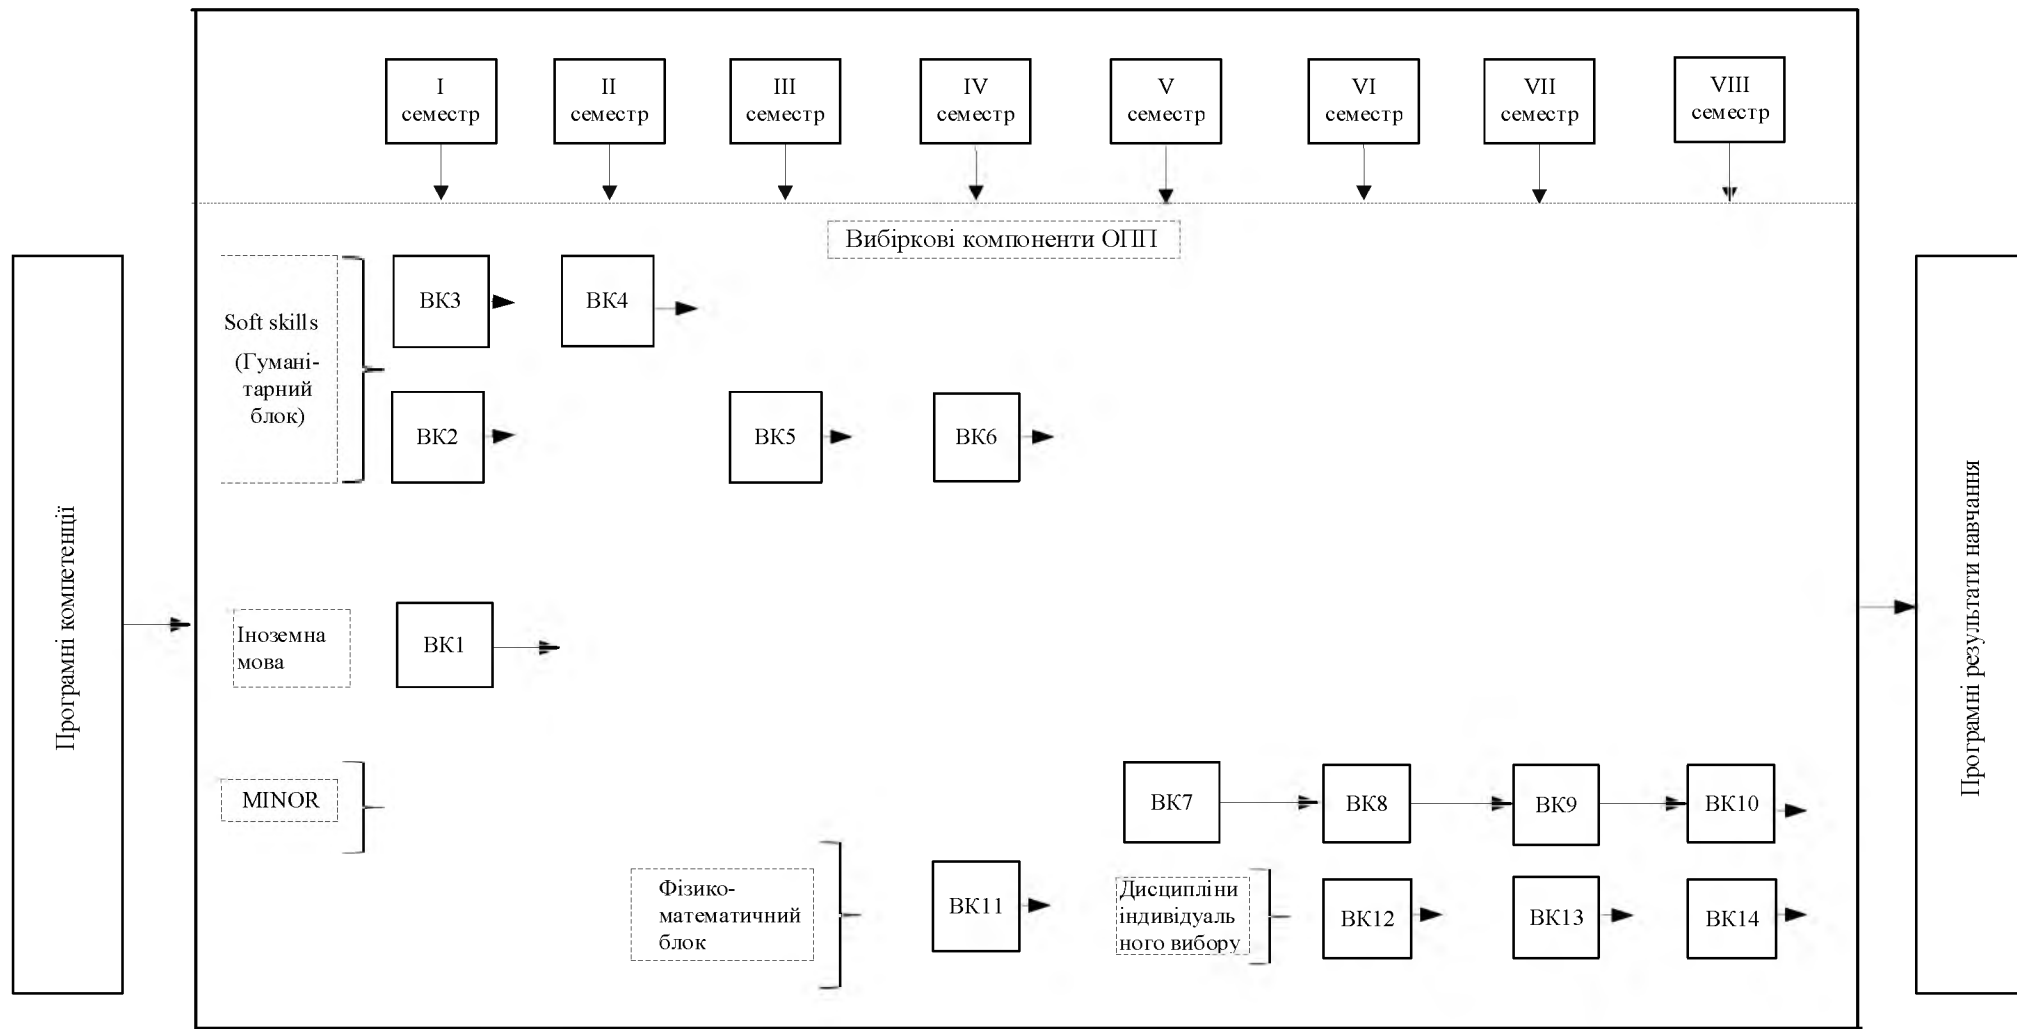 I
семестр
II
семестр
III
семестр
IV
семестр
V
семестр
VI
семестр
VII
семестр
VIII
семестр
Вибіркові компоненти ОПП
Програмні компетенції
Soft skills
(Гумані-
тарний
блок)
ВК3
ВК4
ВК2
ВК5
ВК6
Іноземна
мова
ВК1
MINOR
ВК7
ВК8
ВК9
ВК10
Фізико-
математичний
блок
ВК11
Дисципліни
індивідуаль
ного вибору
ВК12
ВК13
ВК14
Програмні результати навчання